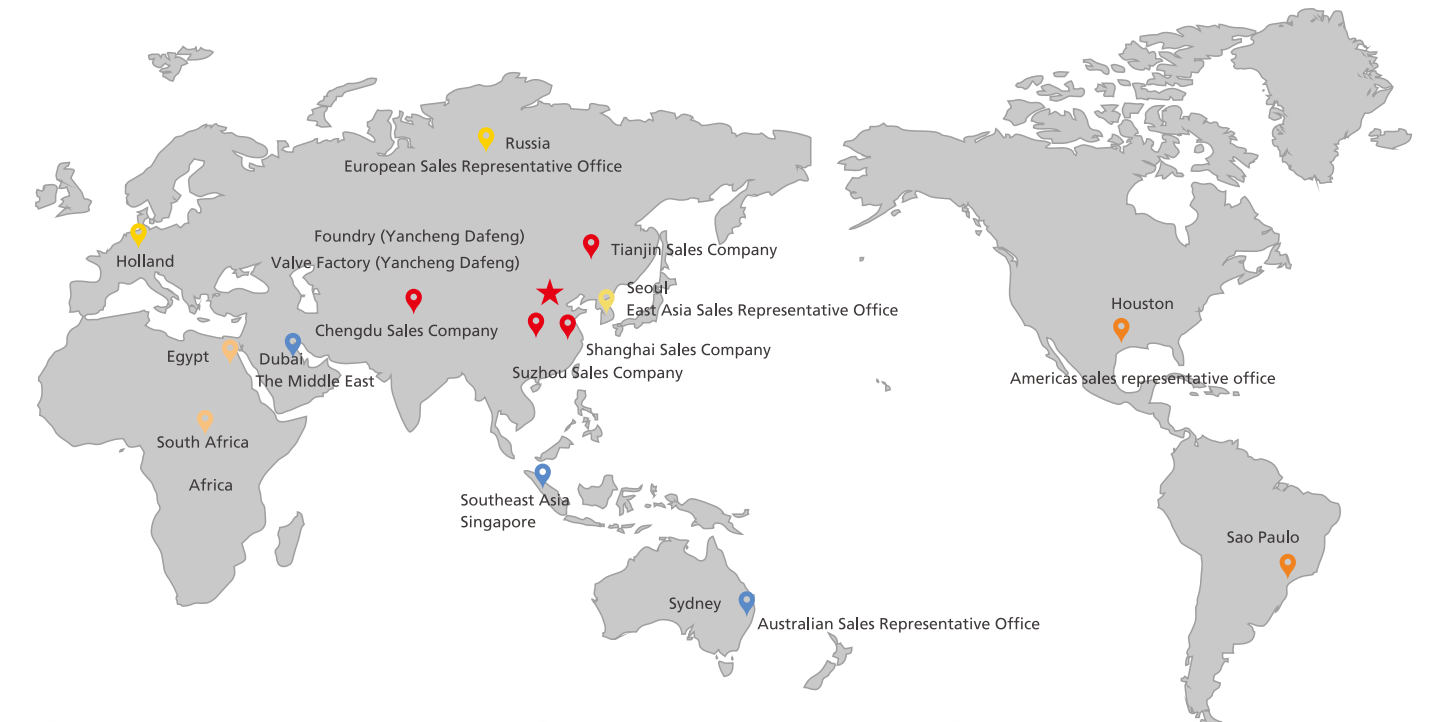 Russia
European Sales Representative Office
Holland
Foundry (Yancheng Dafeng)
Valve Factory (Yancheng Dafeng)
Tianjin Sales Company
Seoul
East Asia Sales Representative Office
Chengdu Sales Company
Shanghai Sales Company
Suzhou Sales Company
Egypt
Dubai
The Middle East
South Africa
Africa
Southeast Asia
Singapore
Sydney
Australian Sales Representative Office
Houston
Americas sales representative office
Sao Paulo